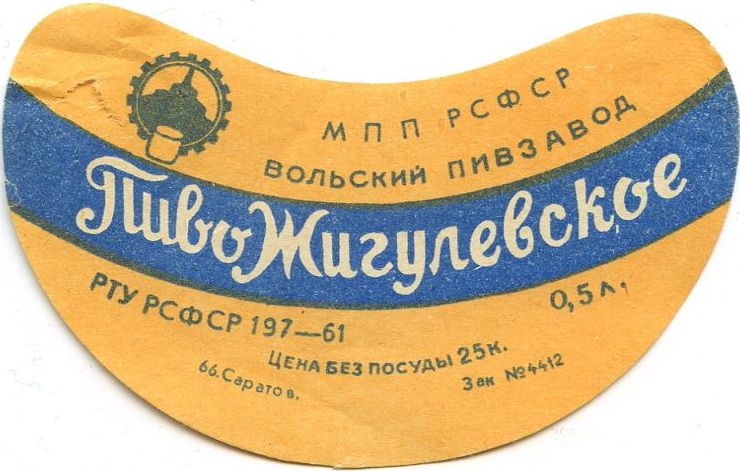 МПП РСФСР
ВОЛЬСКИЙ ПИВЗАВОД
Пиво Жигулевское
РТУ РСФСР 197—61
0,5 л.
ЦЕНА БЕЗ ПОСУДЫ 25к.
66. Саратов,
Зак №4412